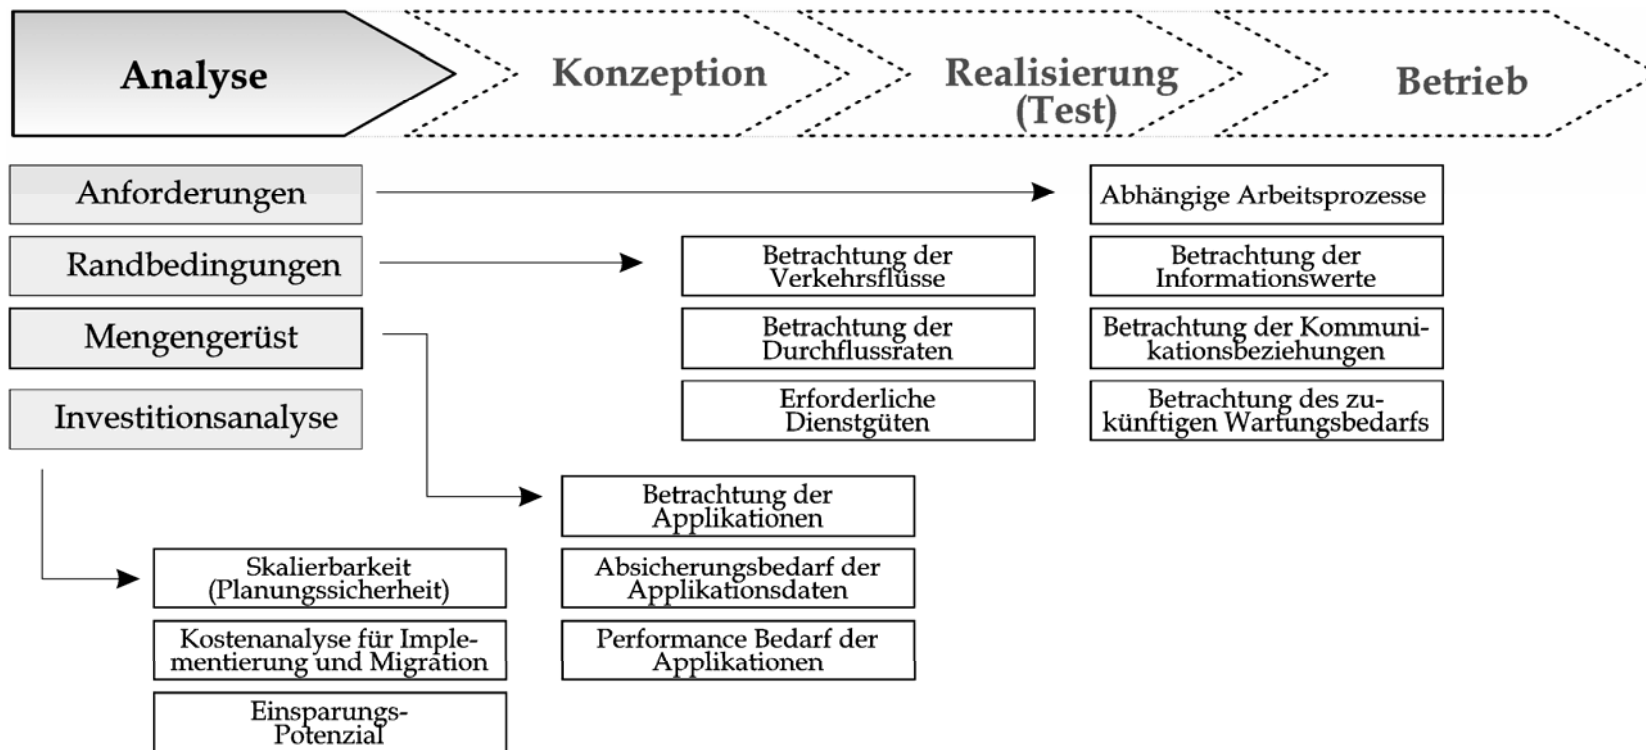 Analyse
Konzeption
Realisierung
(Test)
Betrieb
Anforderungen
Abhängige Arbeitsprozesse
Randbedingungen
Betrachtung der
Verkehrsflüsse
Betrachtung der
Informationswerte
Mengengerüst
Betrachtung der
Durchflussraten
Betrachtung der Kommuni-
kationsbeziehungen
Investitionsanalyse
Erforderliche
Dienstgüten
Betrachtung des zu-
künftigen Wartungsbedarfs
Betrachtung der
Applikationen
Skalierbarkeit
(Planungssicherheit)
Absicherungsbedarf der
Applikationsdaten
Kostenanalyse für Imple-
mentierung und Migration
Performance Bedarf der
Applikationen
Einsparungs-
Potenzial